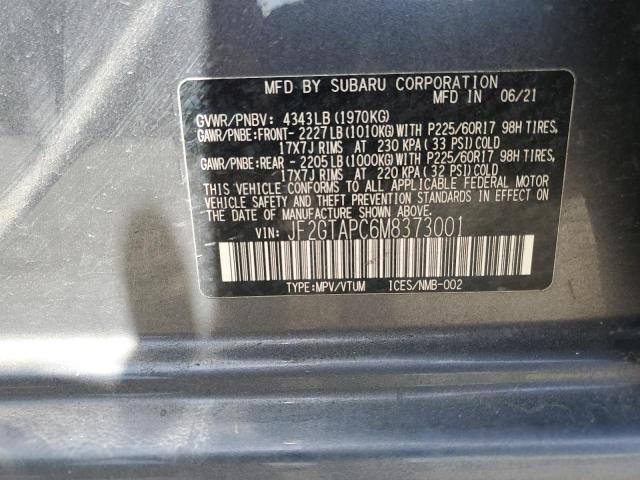 MFD BY SUBARU CORPORATION
MFD IN 06/21
GVWR/PNBV: 4343LB(1970KG)
GAWR/PNBE:FRONT-2227LB(1010KG)WITH P225/60R17 98H TIRES,
17X7J RIMS AT 230 KPA(33 PSI)COLD
GAWR/PNBE:REAR -2205LB(1000KG)WITH P225/60R17 98H TIRES,
17X7J RIMS AT 220 KPA(32 PSI)COLD
THIS VEHICLE CONFORMS TO ALL APPLICABLE FEDERAL MOTOR
VEHICLE SAFETY AND THEFT PREVENTION STANDARDS IN EFFECT ON
THE DATE OF MANUFACTURE SHOWN ABOVE.
VIN: JF2GTAPC6M8373001
TYPE:MPV/VTUM ICES/NMB-002